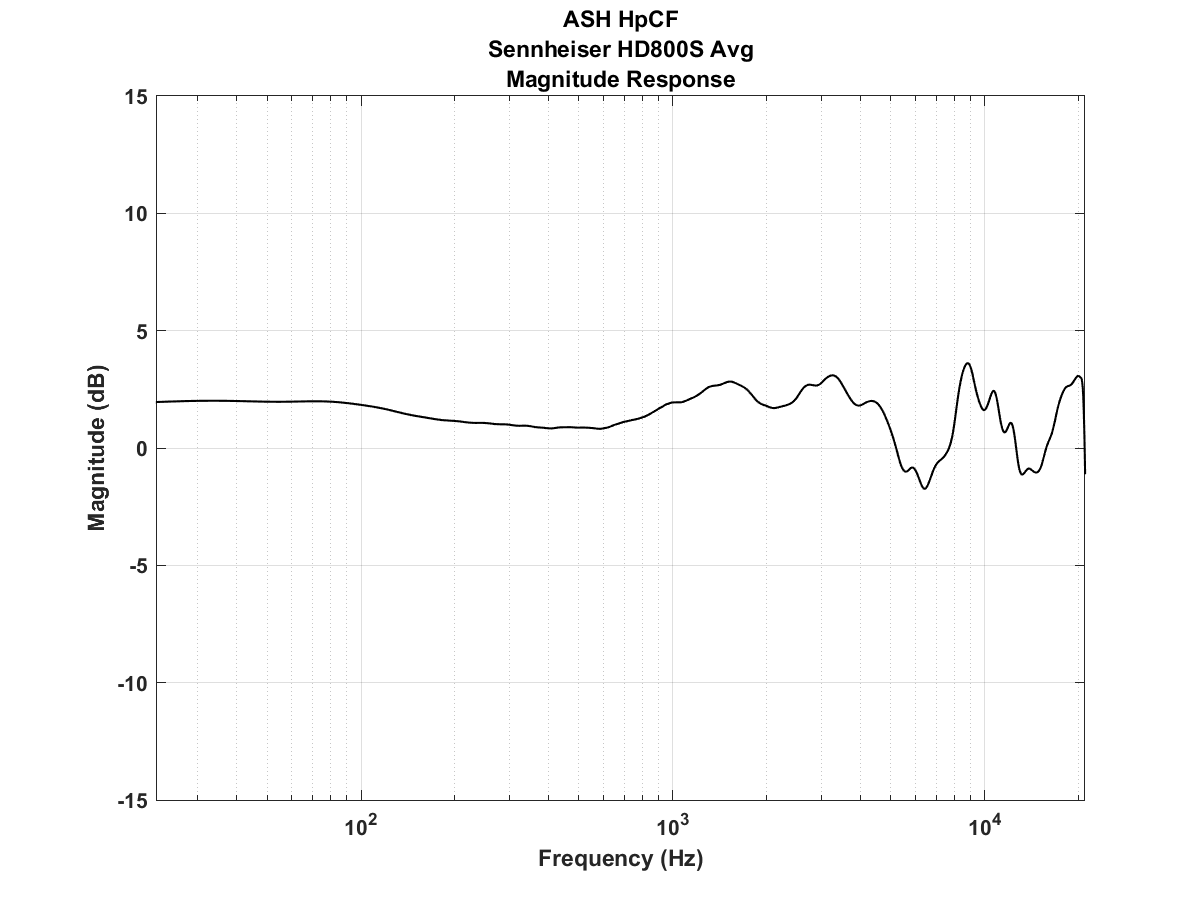 ASH HpCF
Sennheiser HD800S Avg
Magnitude Response
15
10
5
0
-5
-10
-15
Magnitude (dB)
10²
10³
10⁴
Frequency (Hz)